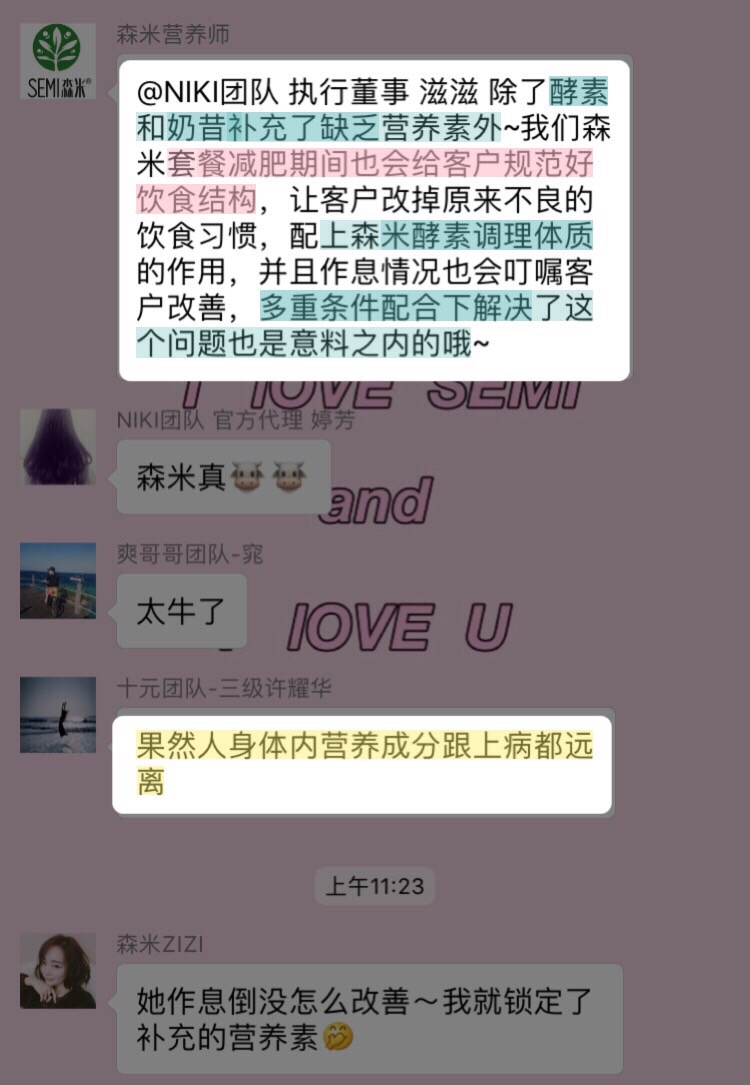 森米营养师
SEMI森米®
@NIKI团队 执行董事 滋滋 除了酵素
和奶昔补充了缺乏营养素外~我们森
米套餐减肥期间也会给客户规范好
饮食结构，让客户改掉原来不良的
饮食习惯，配上森米酵素调理体质
的作用，并且作息情况也会叮嘱客
户改善，多重条件配合下解决了这
个问题也是意料之内的哦~
I lOVE SEMI
NIKI团队 官方代理 婷芳
森米真🐮🐮
and
爽哥哥团队-窕
太牛了
lOVE U
十元团队-三级许耀华
果然人身体内营养成分跟上病都远
离
上午11:23
森米ZIZI
她作息倒没怎么改善～我就锁定了
补充的营养素🤭